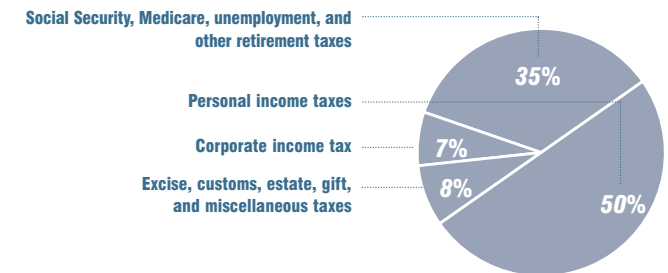 Social Security, Medicare, unemployment, and
other retirement taxes
35%
Personal income taxes
50%
Corporate income tax
7%
Excise, customs, estate, gift,
and miscellaneous taxes
8%